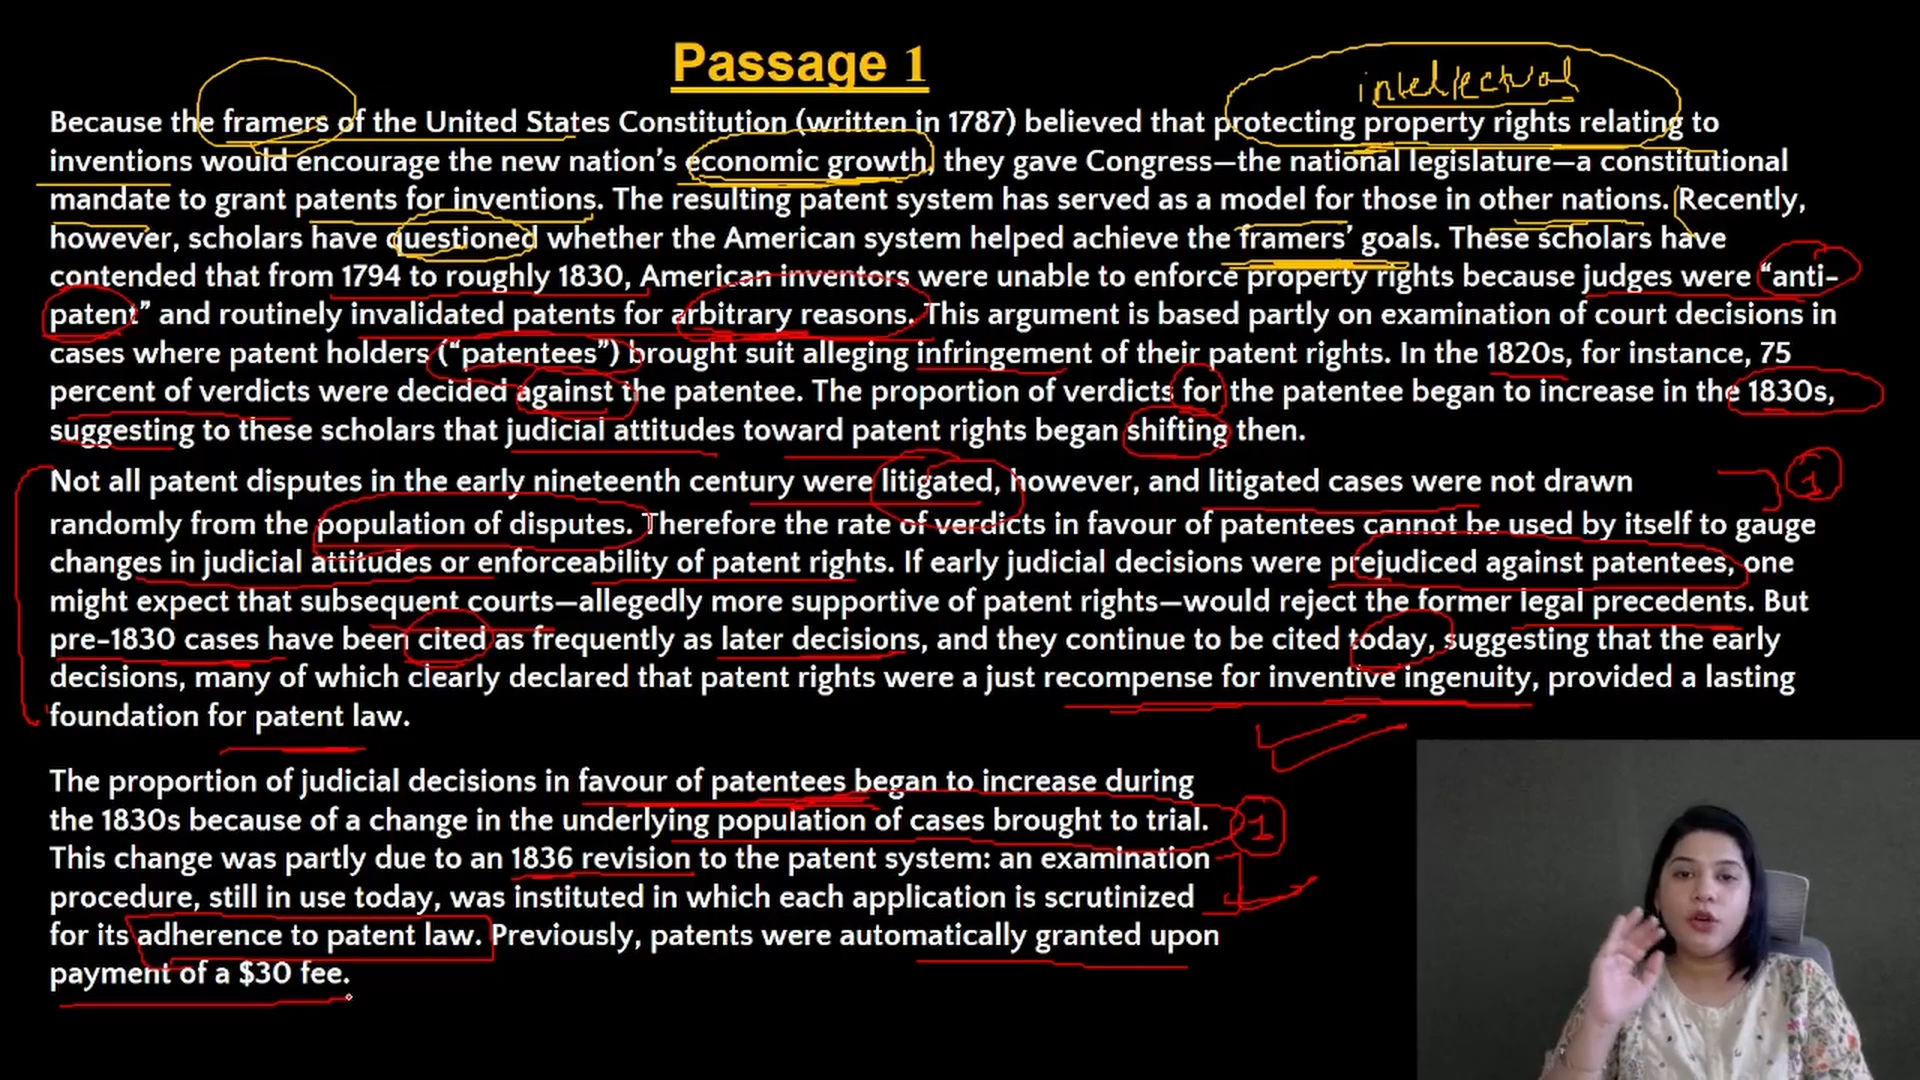 Passage 1
intellectual
Because the framers of the United States Constitution (written in 1787) believed that protecting property rights relating to
inventions would encourage the new nation’s economic growth, they gave Congress—the national legislature—a constitutional
mandate to grant patents for inventions. The resulting patent system has served as a model for those in other nations. Recently,
however, scholars have questioned whether the American system helped achieve the framers’ goals. These scholars have
contended that from 1794 to roughly 1830, American inventors were unable to enforce property rights because judges were “anti-
patent” and routinely invalidated patents for arbitrary reasons. This argument is based partly on examination of court decisions in
cases where patent holders (“patentees”) brought suit alleging infringement of their patent rights. In the 1820s, for instance, 75
percent of verdicts were decided against the patentee. The proportion of verdicts for the patentee began to increase in the 1830s,
suggesting to these scholars that judicial attitudes toward patent rights began shifting then.
Not all patent disputes in the early nineteenth century were litigated, however, and litigated cases were not drawn
1
randomly from the population of disputes. Therefore the rate of verdicts in favour of patentees cannot be used by itself to gauge
changes in judicial attitudes or enforceability of patent rights. If early judicial decisions were prejudiced against patentees, one
might expect that subsequent courts—allegedly more supportive of patent rights—would reject the former legal precedents. But
pre-1830 cases have been cited as frequently as later decisions, and they continue to be cited today, suggesting that the early
decisions, many of which clearly declared that patent rights were a just recompense for inventive ingenuity, provided a lasting
foundation for patent law.
The proportion of judicial decisions in favour of patentees began to increase during
the 1830s because of a change in the underlying population of cases brought to trial.
1
This change was partly due to an 1836 revision to the patent system: an examination
procedure, still in use today, was instituted in which each application is scrutinized
for its adherence to patent law. Previously, patents were automatically granted upon
payment of a $30 fee.